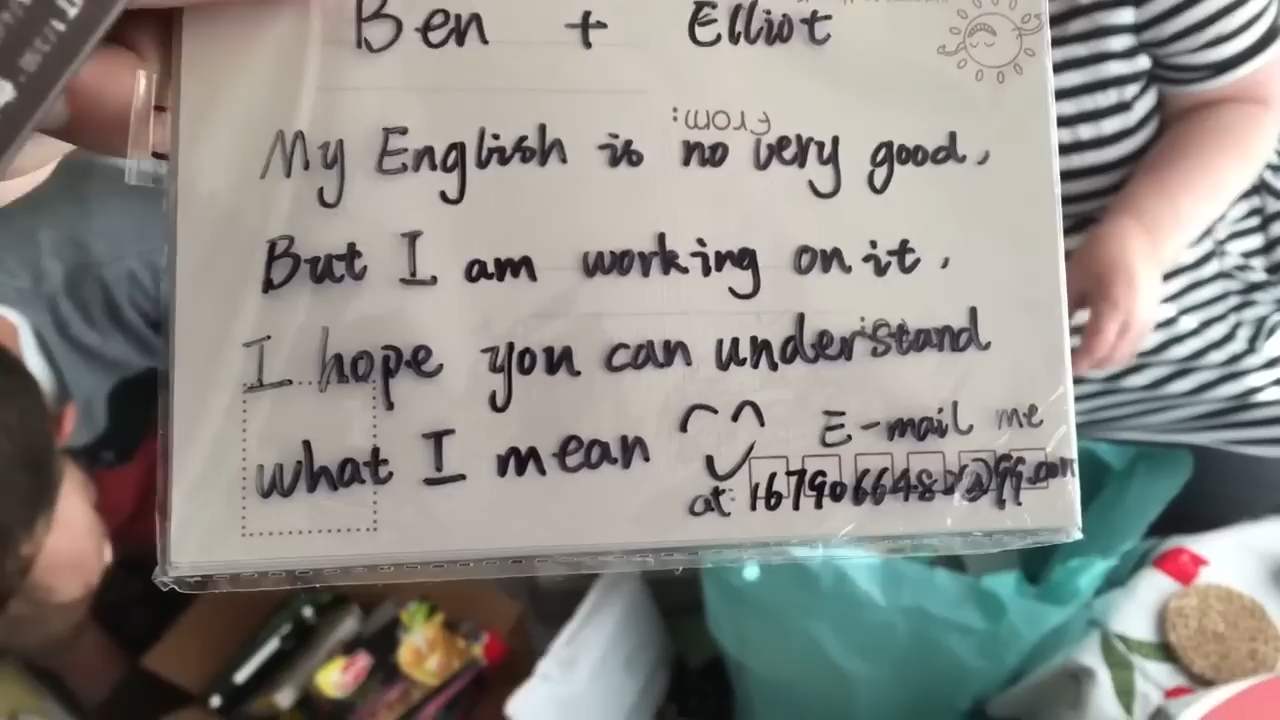 Ben + Elliot
from:
My English is no very good,
But I am working on it.
I hope you can understand
what I mean
E-mail me
at: